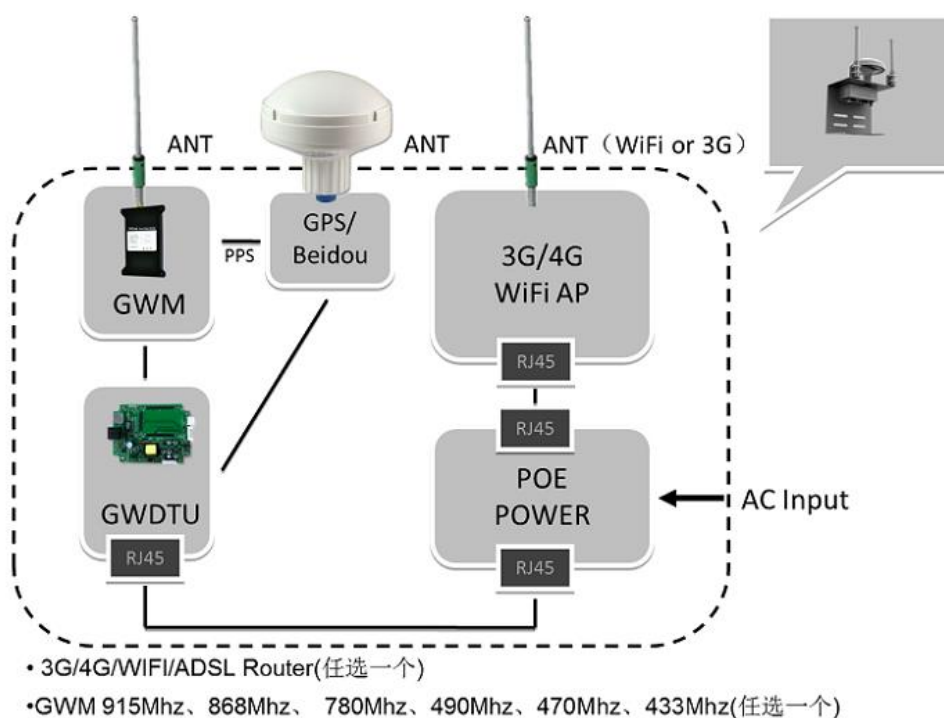 ANT
ANT
ANT（WiFi or 3G）
GWM
PPS
GPS/
Beidou
3G/4G
WiFi AP
RJ45
RJ45
GWDTU
RJ45
POE
POWER
RJ45
AC Input
• 3G/4G/WIFI/ADSL Router(任选一个)
•GWM 915Mhz、868Mhz、 780Mhz、490Mhz、470Mhz、433Mhz(任选一个)